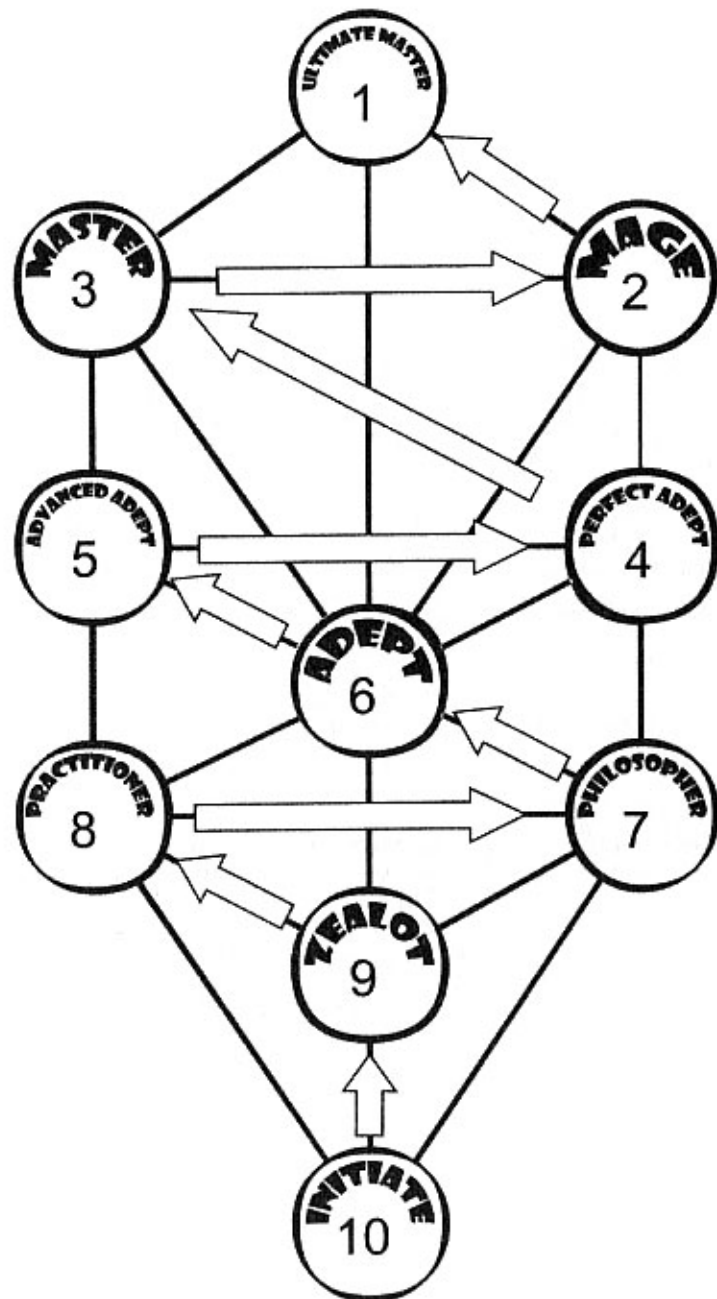 ULTIMATE MASTER
1
MASTER
3
MAGE
2
ADVANCED ADEPT
5
PERFECT ADEPT
4
ADEPT
6
PRACTITIONER
8
PHILOSOPHER
7
ZEALOT
9
INITIATE
10